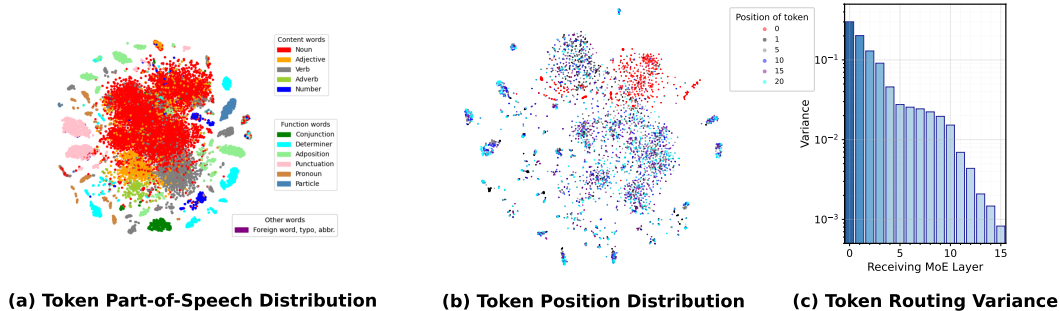 Content words
Noun
Adjective
Verb
Adverb
Number
Function words
Conjunction
Determiner
Adposition
Punctuation
Pronoun
Particle
Other words
Foreign word, typo, abbr.
(a) Token Part-of-Speech Distribution
Position of token
0
1
5
10
15
20
(b) Token Position Distribution
Variance
10⁻¹
10⁻²
10⁻³
0 5 10 15
Receiving MoE Layer
(c) Token Routing Variance